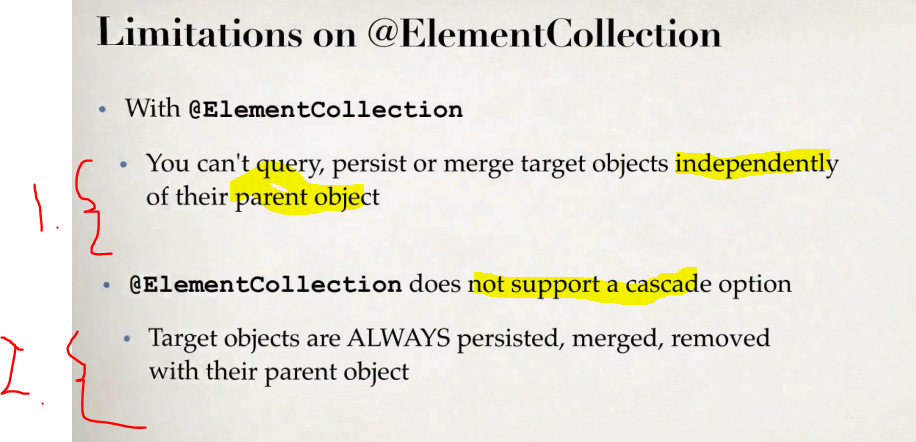 Limitations on @ElementCollection
• With @ElementCollection
• You can't query, persist or merge target objects independently
of their parent object
1.
• @ElementCollection does not support a cascade option
• Target objects are ALWAYS persisted, merged, removed
with their parent object
2.